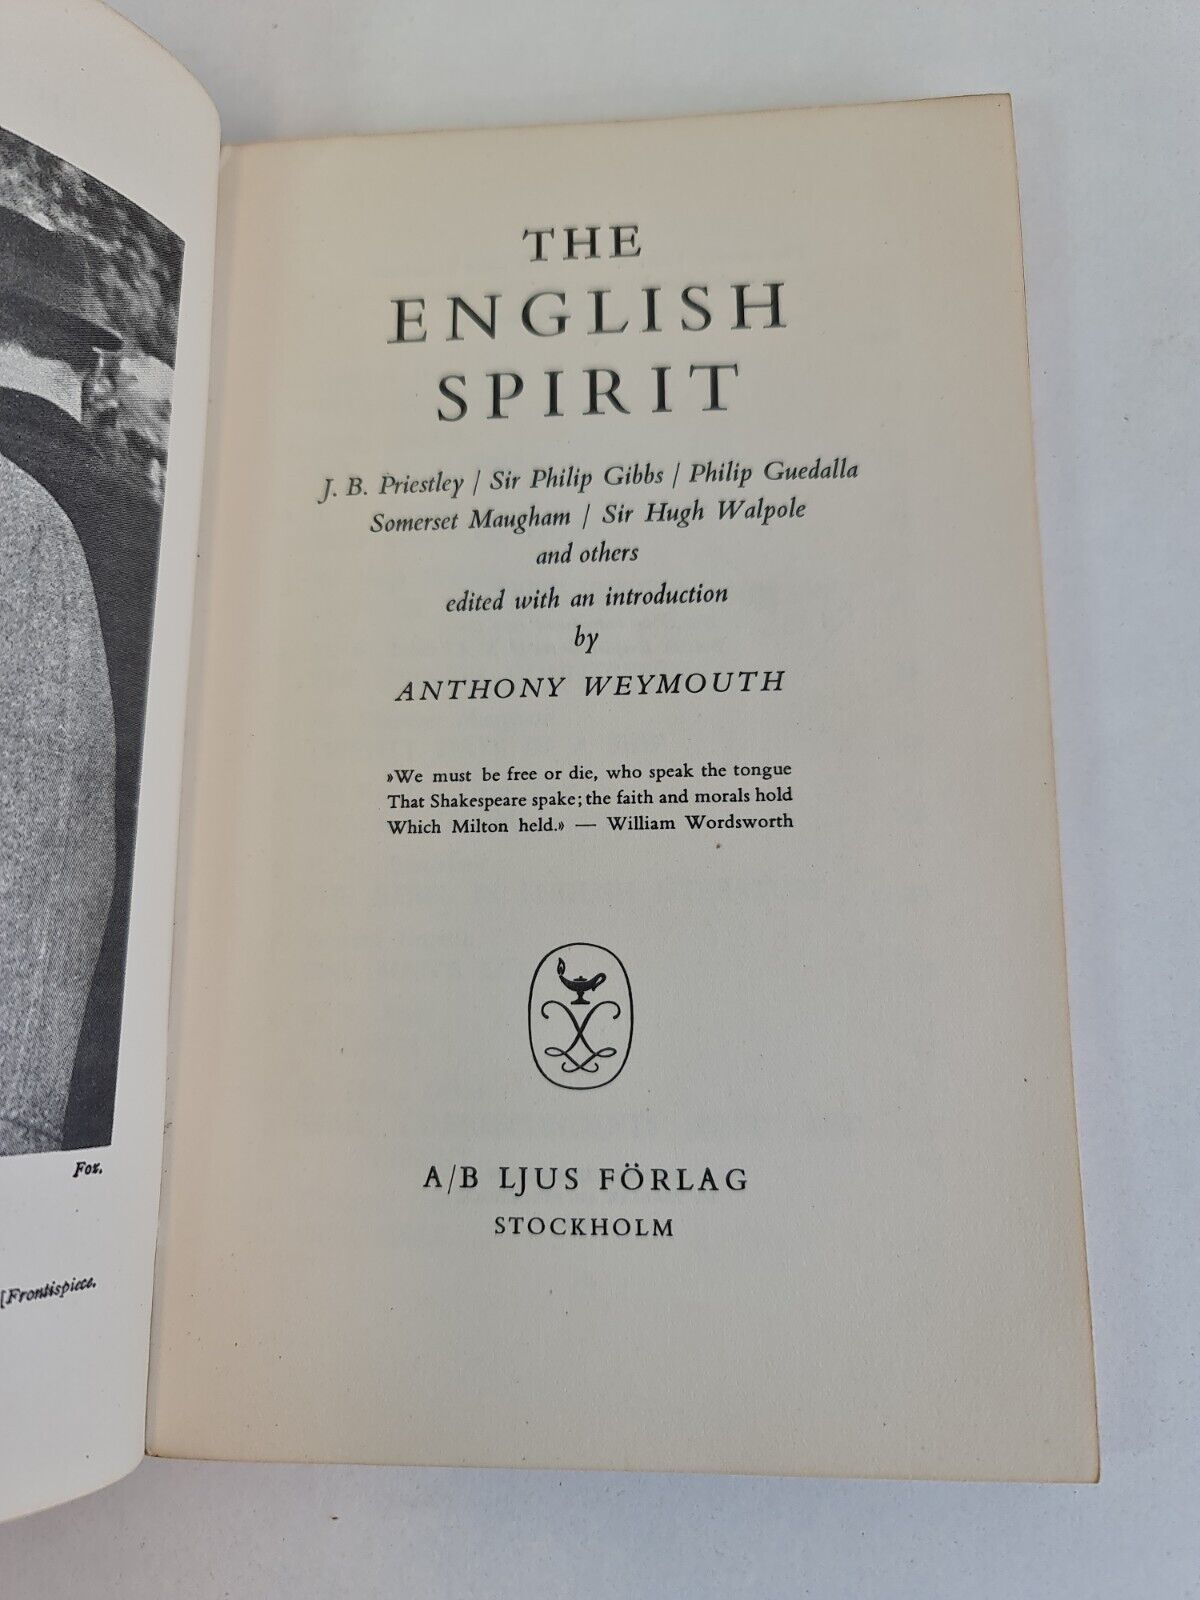 THE
ENGLISH
SPIRIT
J. B. Priestley / Sir Philip Gibbs / Philip Guedalla
Somerset Maugham / Sir Hugh Walpole
and others
edited with an introduction
by
ANTHONY WEYMOUTH
»We must be free or die, who speak the tongue
That Shakespeare spake; the faith and morals hold
Which Milton held.» — William Wordsworth
A/B LJUS FÖRLAG
STOCKHOLM
Fox.
[Frontispiece.